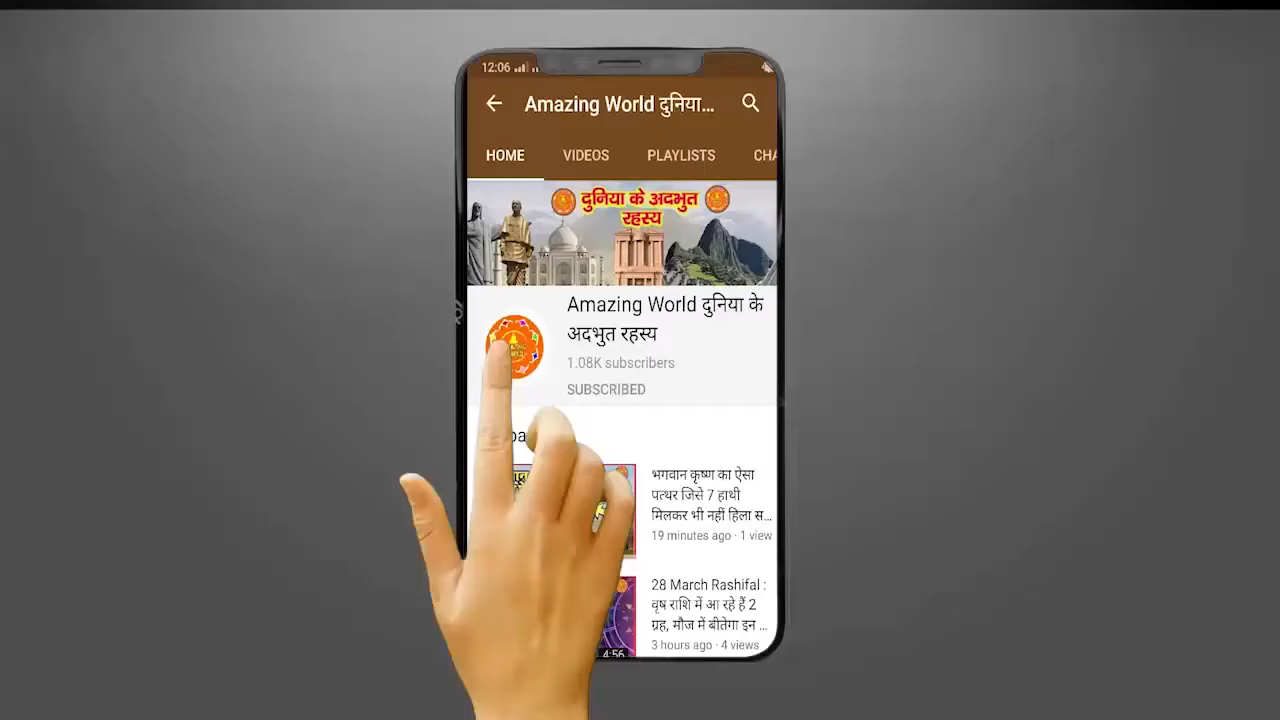 12:06
Amazing World दुनिया...
HOME VIDEOS PLAYLISTS CHA
दुनिया के अदभुत
रहस्य
Amazing World दुनिया के
अदभुत रहस्य
1.08K subscribers
SUBSCRIBED
भगवान कृष्ण का ऐसा
पत्थर जिसे 7 हाथी
मिलकर भी नहीं हिला स...
19 minutes ago · 1 view
28 March Rashifal :
वृष राशि में आ रहे हैं 2
ग्रह, मौज में बीतेगा इन ...
3 hours ago · 4 views
4:56